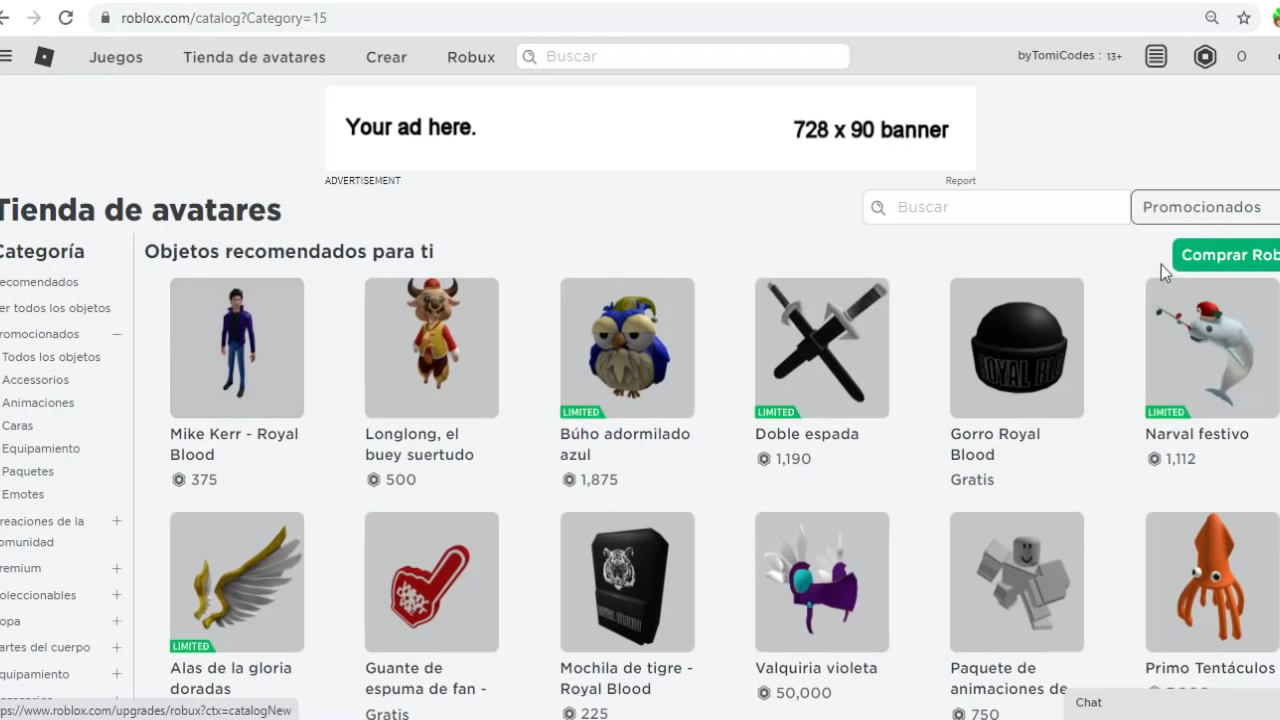 roblox.com/catalog?Category=15
Juegos
Tienda de avatares
Crear
Robux
Buscar
byTomiCodes : 13+
0
Your ad here.
728 x 90 banner
ADVERTISEMENT
Report
Tienda de avatares
Buscar
Promocionados
Categoría
Objetos recomendados para ti
Comprar Rob
ecomendados
er todos los objetos
romocionados
Todos los objetos
Accessorios
Animaciones
Caras
Equipamiento
Paquetes
Emotes
reaciones de la
omunidad
remium
oleccionables
opa
artes del cuerpo
quipamiento
Mike Kerr - Royal
Blood
375
Longlong, el
buey suertudo
500
LIMITED
Búho adormilado
azul
1,875
LIMITED
Doble espada
1,190
ROYAL BLO
Gorro Royal
Blood
Gratis
LIMITED
Narval festivo
1,112
LIMITED
Alas de la gloria
doradas
Guante de
espuma de fan -
Gratis
Mochila de tigre -
Royal Blood
225
Valquiria violeta
50,000
Paquete de
animaciones de
750
Primo Tentáculos
Chat
ps://www.roblox.com/upgrades/robux?ctx=catalogNew